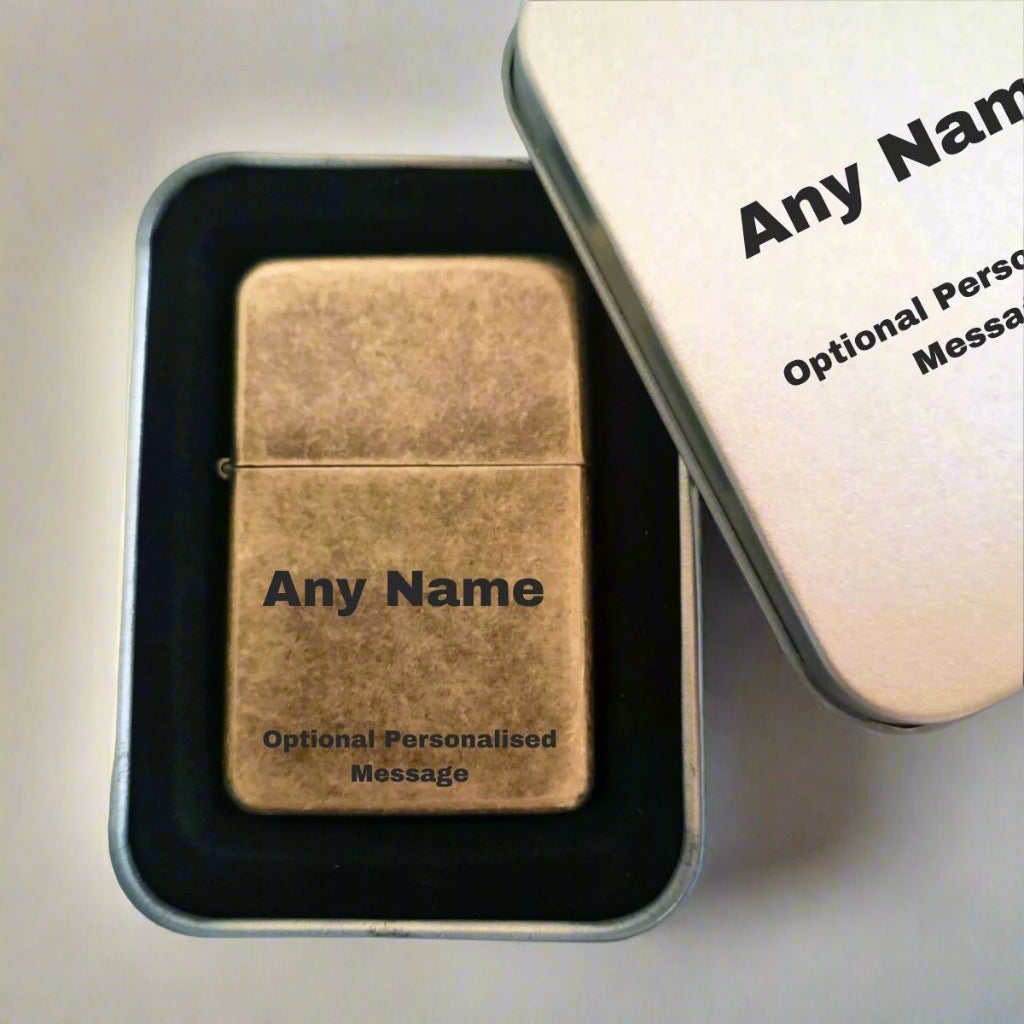 Any Name
Optional Personalised
Message
Any Nam
Optional Perso
Messa